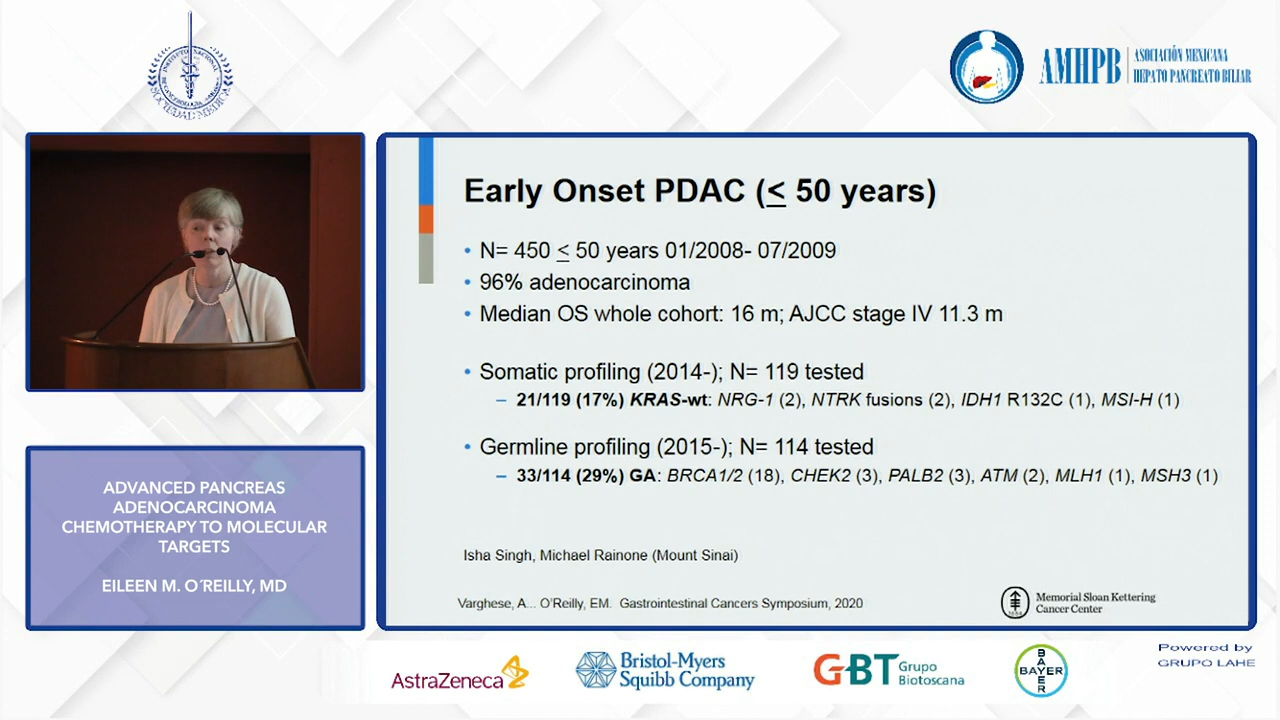 SOCIEDAD MEDICA
AMHPB
ASOCIACIÓN MEXICANA
HEPATO PANCREATO BILIAR
Early Onset PDAC (< 50 years)
• N= 450 < 50 years 01/2008- 07/2009
• 96% adenocarcinoma
• Median OS whole cohort: 16 m; AJCC stage IV 11.3 m
• Somatic profiling (2014-); N= 119 tested
– 21/119 (17%) KRAS-wt: NRG-1 (2), NTRK fusions (2), IDH1 R132C (1), MSI-H (1)
• Germline profiling (2015-); N= 114 tested
– 33/114 (29%) GA: BRCA1/2 (18), CHEK2 (3), PALB2 (3), ATM (2), MLH1 (1), MSH3 (1)
Isha Singh, Michael Rainone (Mount Sinai)
Varghese, A... O'Reilly, EM. Gastrointestinal Cancers Symposium, 2020
Memorial Sloan Kettering
Cancer Center
ADVANCED PANCREAS
ADENOCARCINOMA
CHEMOTHERAPY TO MOLECULAR
TARGETS
EILEEN M. O´REILLY, MD
AstraZeneca
Bristol-Myers
Squibb Company
GBT Grupo
Biotoscana
BAYER
BAYER
Powered by
GRUPO LAHE